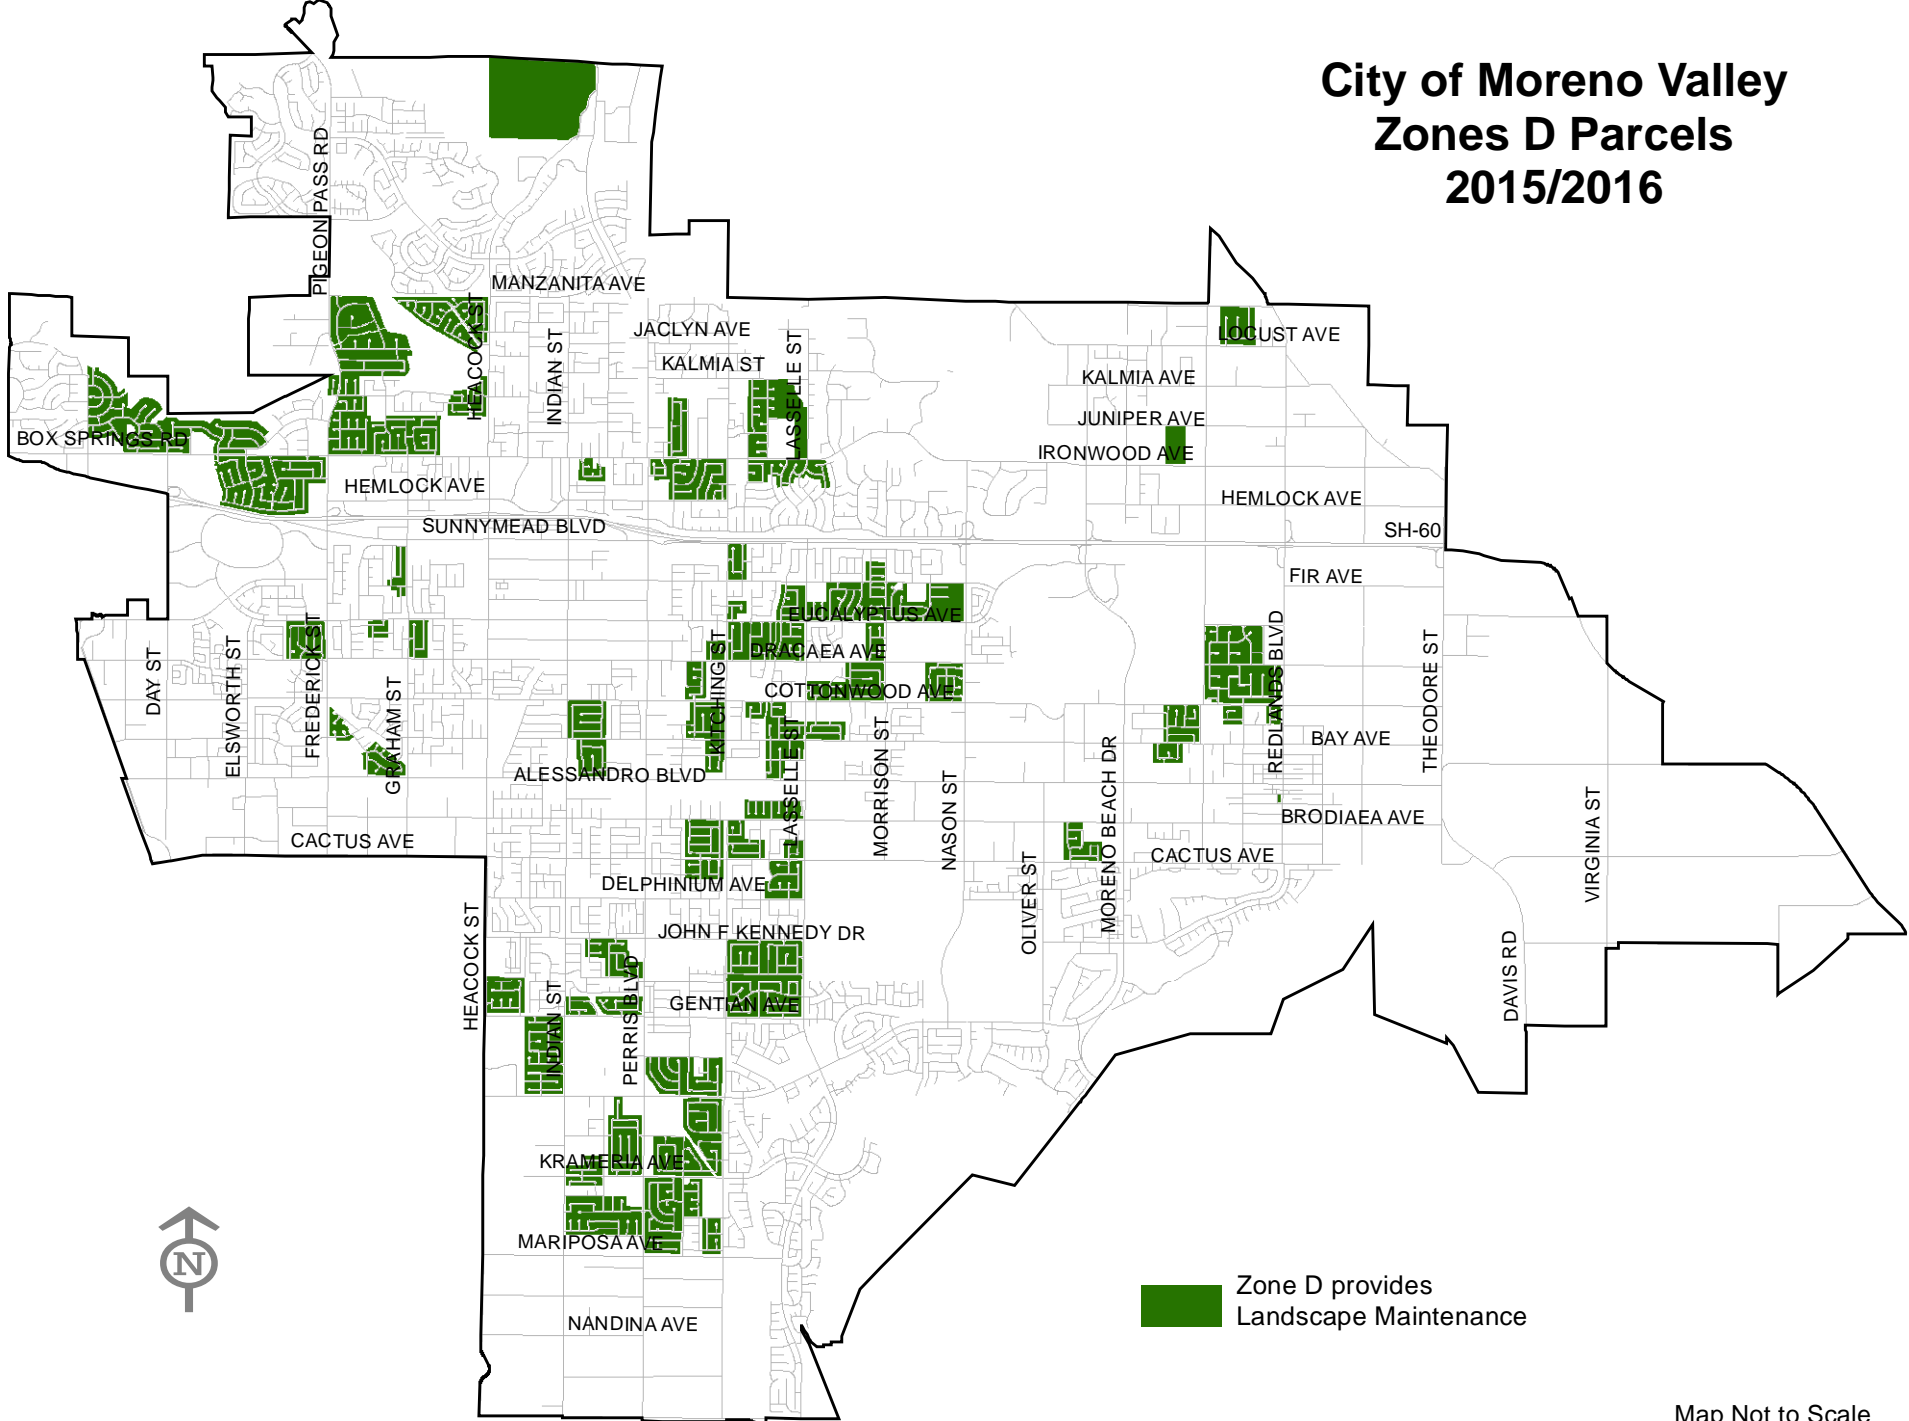 City of Moreno Valley
Zones D Parcels
2015/2016
PIGEON PASS RD
MANZANITA AVE
HEACOCK ST
INDIAN ST
JACLYN AVE
KALMIA ST
LASSELLE ST
LOCUST AVE
KALMIA AVE
JUNIPER AVE
IRONWOOD AVE
BOX SPRINGS RD
HEMLOCK AVE
HEMLOCK AVE
SUNNYMEAD BLVD
SH-60
FIR AVE
EUCALYPTUS AVE
DRACAEA AVE
COTTONWOOD AVE
DAY ST
ELSWORTH ST
FREDERICK ST
GRAHAM ST
KITCHING ST
LASSELLE ST
MORRISON ST
NASON ST
MORENO BEACH DR
REDLANDS BLVD
THEODORE ST
BAY AVE
ALESSANDRO BLVD
BRODIAEA AVE
VIRGINIA ST
CACTUS AVE
CACTUS AVE
DELPHINIUM AVE
OLIVER ST
JOHN F KENNEDY DR
HEACOCK ST
INDIAN ST
PERRIS BLVD
GENTIAN AVE
DAVIS RD
KRAMERIA AVE
MARIPOSA AVE
N
NANDINA AVE
Zone D provides
Landscape Maintenance
Map Not to Scale